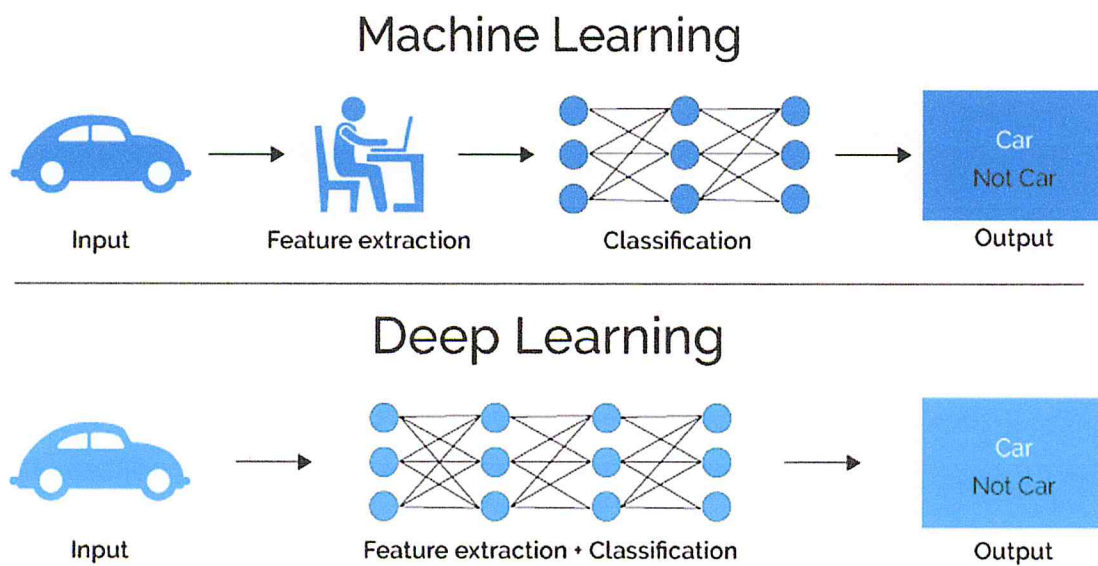 Machine Learning
Car
Not Car
Input
Feature extraction
Classification
Output
Deep Learning
Car
Not Car
Input
Feature extraction + Classification
Output